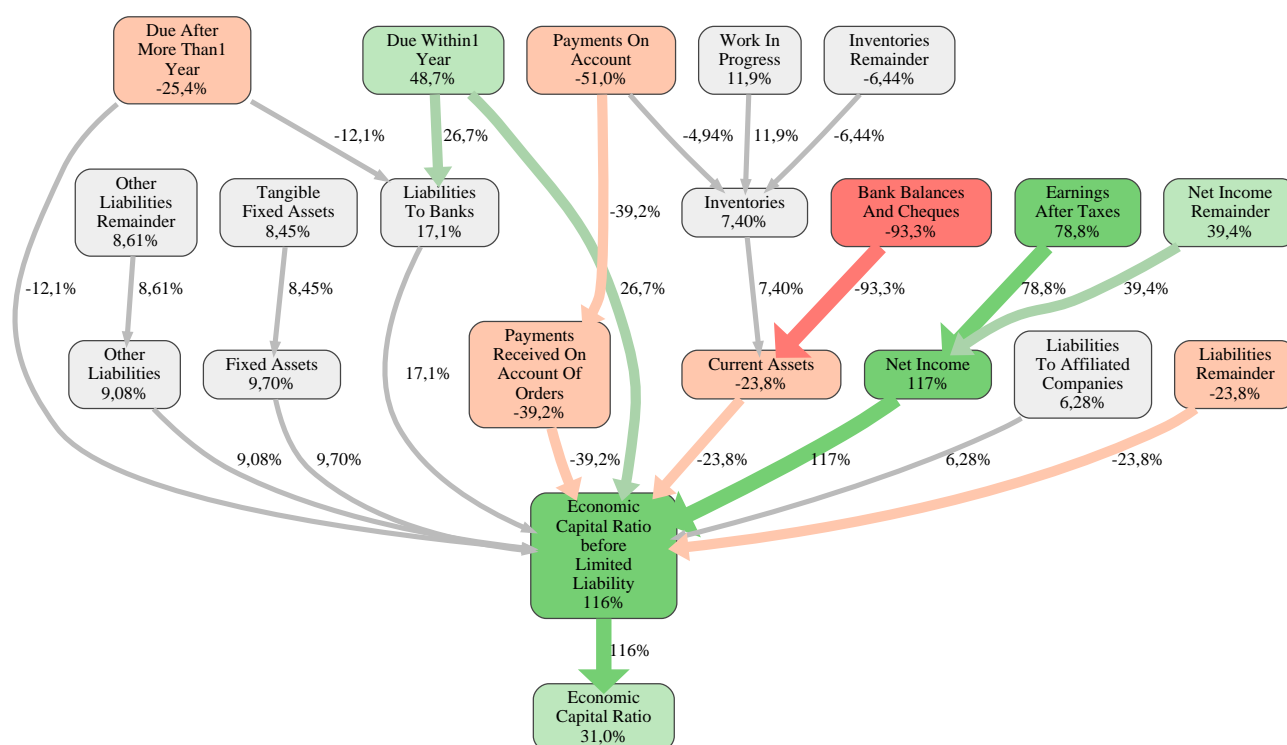 Due After
More Than1
Year
-25,4%
Due Within1
Year
48,7%
Payments On
Account
-51,0%
Work In
Progress
11,9%
Inventories
Remainder
-6,44%
-12,1%
26,7%
-4,94%
11,9%
-6,44%
Other
Liabilities
Remainder
8,61%
Tangible
Fixed Assets
8,45%
Liabilities
To Banks
17,1%
-39,2%
Inventories
7,40%
Bank Balances
And Cheques
-93,3%
Earnings
After Taxes
78,8%
Net Income
Remainder
39,4%
-12,1%
8,61%
8,45%
26,7%
7,40%
-93,3%
78,8%
39,4%
Other
Liabilities
9,08%
Fixed Assets
9,70%
17,1%
Payments
Received On
Account Of
Orders
-39,2%
Current Assets
-23,8%
Net Income
117%
Liabilities
To Affiliated
Companies
6,28%
Liabilities
Remainder
-23,8%
9,08%
9,70%
-39,2%
-23,8%
117%
6,28%
-23,8%
Economic
Capital Ratio
before
Limited
Liability
116%
116%
Economic
Capital Ratio
31,0%